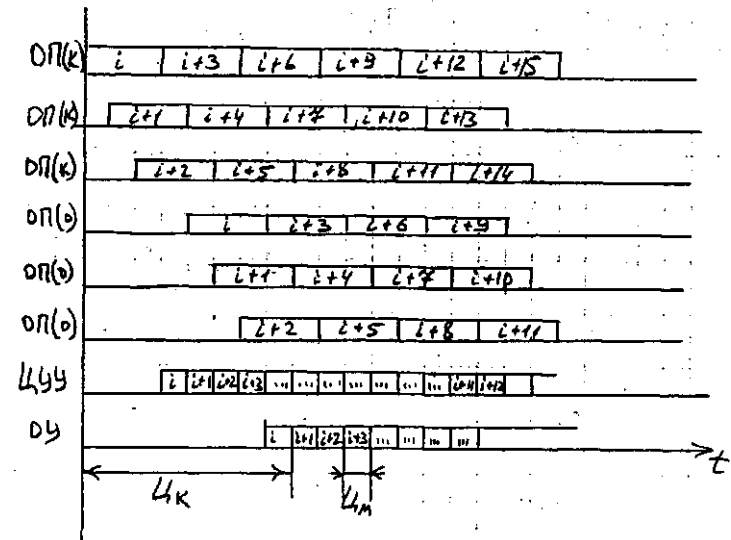 ОП(К) i i+3 i+6 i+9 i+12 i+15
ОП(К) i+1 i+4 i+7 i+10 i+13
ОП(К) i+2 i+5 i+8 i+11 i+14
ОП(О) i i+3 i+6 i+9
ОП(О) i+1 i+4 i+7 i+10
ОП(О) i+2 i+5 i+8 i+11
ЦУУ i i+1 i+2 i+3 ... ... ... ... ... ... ... i+11 i+12
ОУ i i+1 i+2 i+3 ... ... ... ...
t
Цк Цм